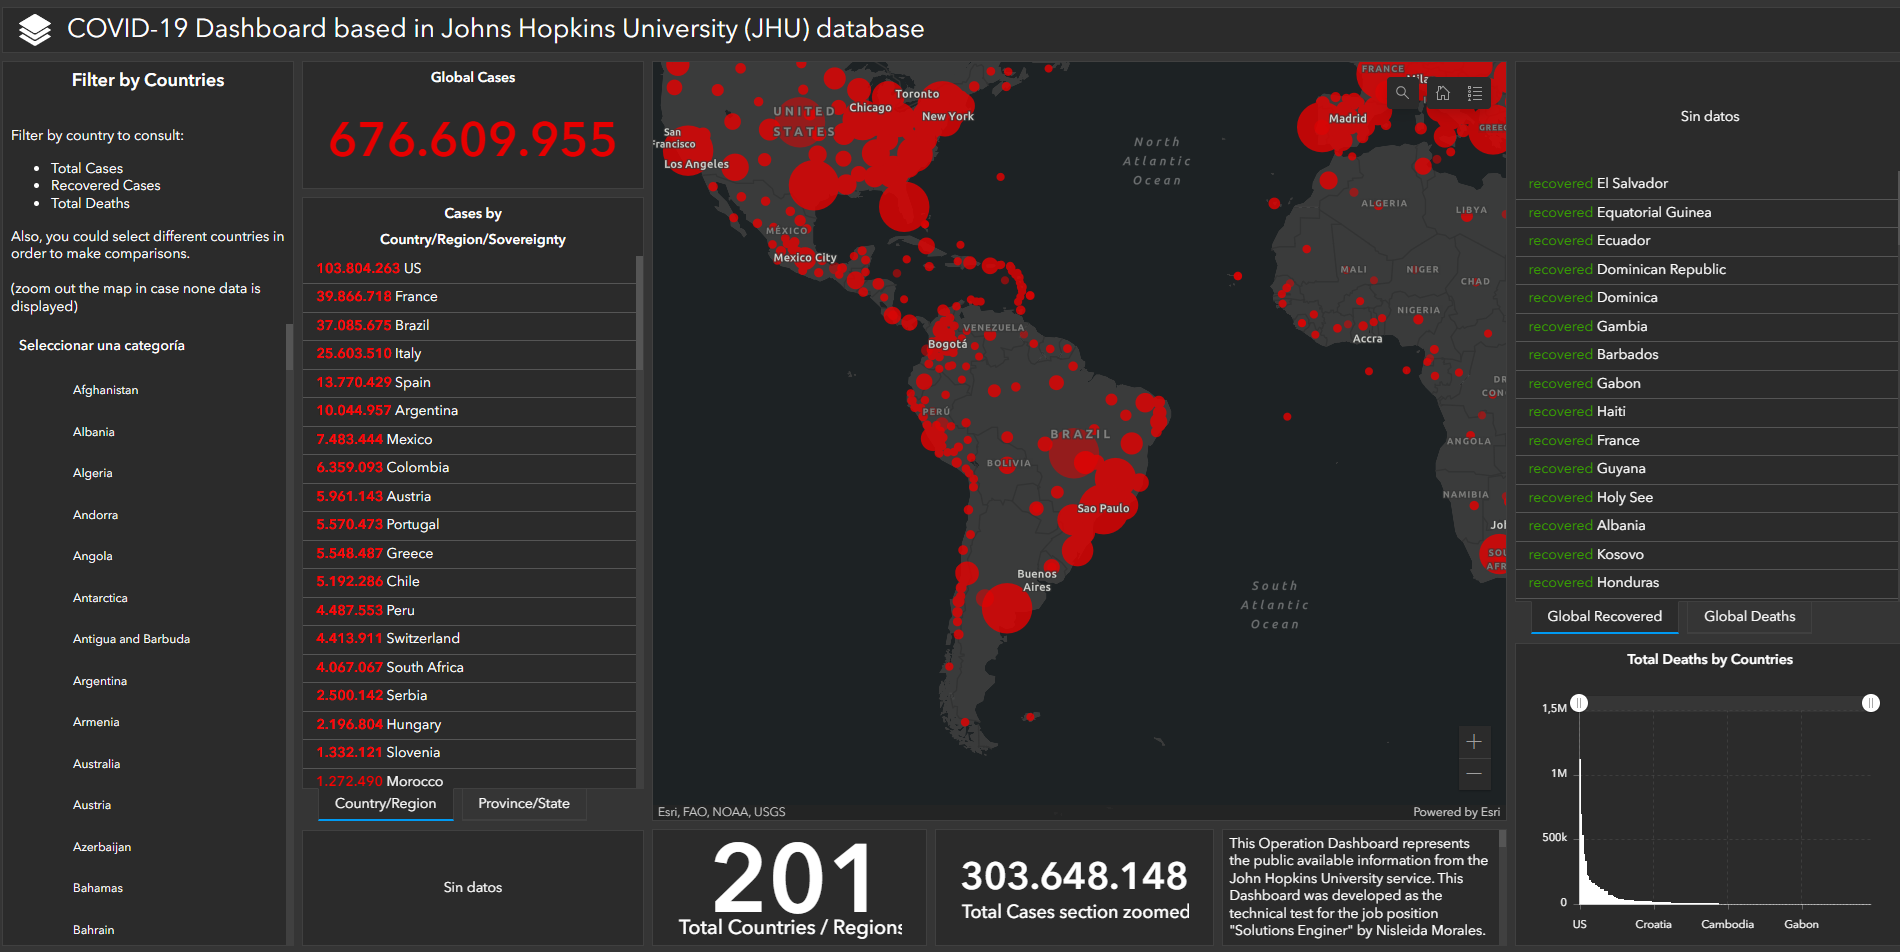 COVID-19 Dashboard based in Johns Hopkins University (JHU) database
Filter by Countries
Filter by country to consult:
Total Cases
Recovered Cases
Total Deaths
Also, you could select different countries in
order to make comparisons.
(zoom out the map in case none data is
displayed)
Seleccionar una categoría
Afghanistan
Albania
Algeria
Andorra
Angola
Antarctica
Antigua and Barbuda
Argentina
Armenia
Australia
Austria
Azerbaijan
Bahamas
Bahrain
Global Cases
676.609.955
Cases by
Country/Region/Sovereignty
103.804.263 US
39.866.718 France
37.085.675 Brazil
25.603.510 Italy
13.770.429 Spain
10.044.957 Argentina
7.483.444 Mexico
6.359.093 Colombia
5.961.143 Austria
5.570.473 Portugal
5.548.487 Greece
5.192.286 Chile
4.487.553 Peru
4.413.911 Switzerland
4.067.067 South Africa
2.500.142 Serbia
2.196.804 Hungary
1.332.121 Slovenia
1.272.490 Morocco
Country/Region
Province/State
Sin datos
UNITED
STATES
Toronto
Chicago
New York
San
Francisco
Los Angeles
MÉXICO
Mexico City
North
Atlantic
Ocean
FRANCE
Mila
Madrid
GREEC
ALGERIA
LIBYA
MALI
NIGER
CHAD
NIGERIA
Accra
DR
CON
ANGOLA
NAMIBIA
Jo
SOU
AFR
VENEZUELA
Bogotá
PERÚ
BRAZIL
BOLIVIA
Sao Paulo
Buenos
Aires
South
Atlantic
Ocean
Esri, FAO, NOAA, USGS
Powered by Esri
201
Total Countries / Regions
303.648.148
Total Cases section zoomed
This Operation Dashboard represents
the public available information from the
John Hopkins University service. This
Dashboard was developed as the
technical test for the job position
"Solutions Enginer" by Nisleida Morales.
Sin datos
recovered El Salvador
recovered Equatorial Guinea
recovered Ecuador
recovered Dominican Republic
recovered Dominica
recovered Gambia
recovered Barbados
recovered Gabon
recovered Haiti
recovered France
recovered Guyana
recovered Holy See
recovered Albania
recovered Kosovo
recovered Honduras
Global Recovered
Global Deaths
Total Deaths by Countries
1,5M
1M
500k
0
US
Croatia
Cambodia
Gabon